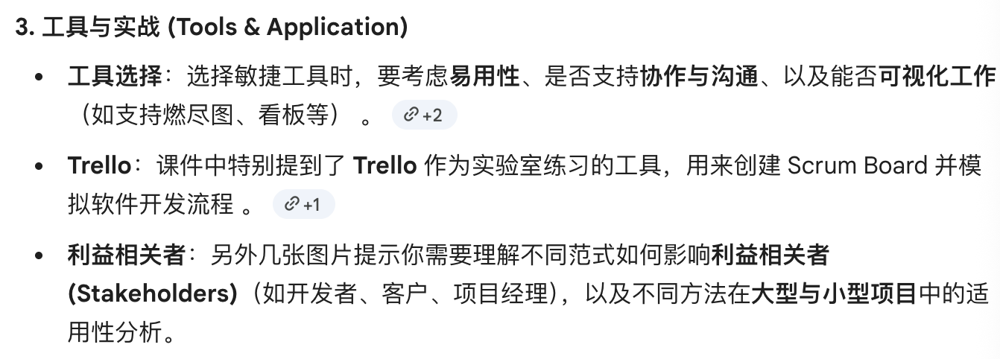 3. 工具与实战 (Tools & Application)
• 工具选择：选择敏捷工具时，要考虑易用性、是否支持协作与沟通、以及能否可视化工作
（如支持燃尽图、看板等） 。 +2
• Trello：课件中特别提到了 Trello 作为实验室练习的工具，用来创建 Scrum Board 并模
拟软件开发流程 。 +1
• 利益相关者：另外几张图片提示你需要理解不同范式如何影响利益相关者
(Stakeholders)（如开发者、客户、项目经理），以及不同方法在大型与小型项目中的适
用性分析。